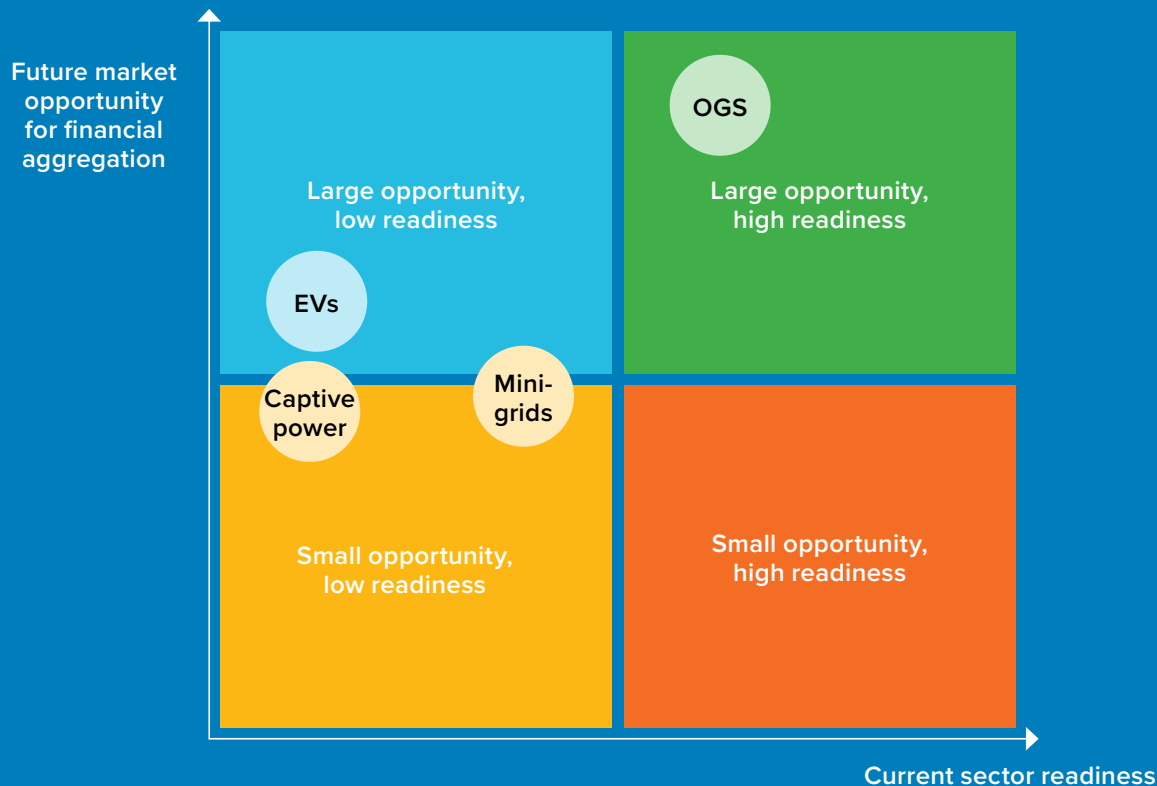 Future market
opportunity
for financial
aggregation
OGS
Large opportunity,
low readiness
Large opportunity,
high readiness
EVs
Captive
power
Mini-
grids
Small opportunity,
low readiness
Small opportunity,
high readiness
Current sector readiness